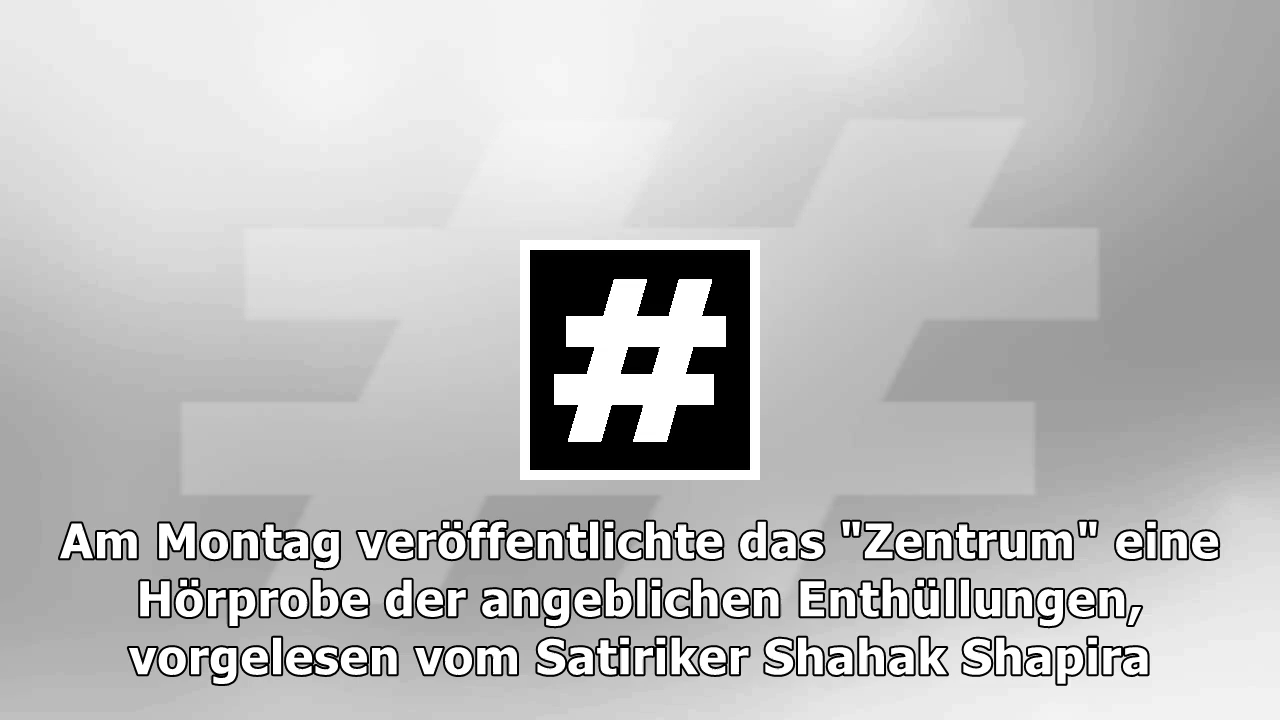 #
Am Montag veröffentlichte das "Zentrum" eine
Hörprobe der angeblichen Enthüllungen,
vorgelesen vom Satiriker Shahak Shapira